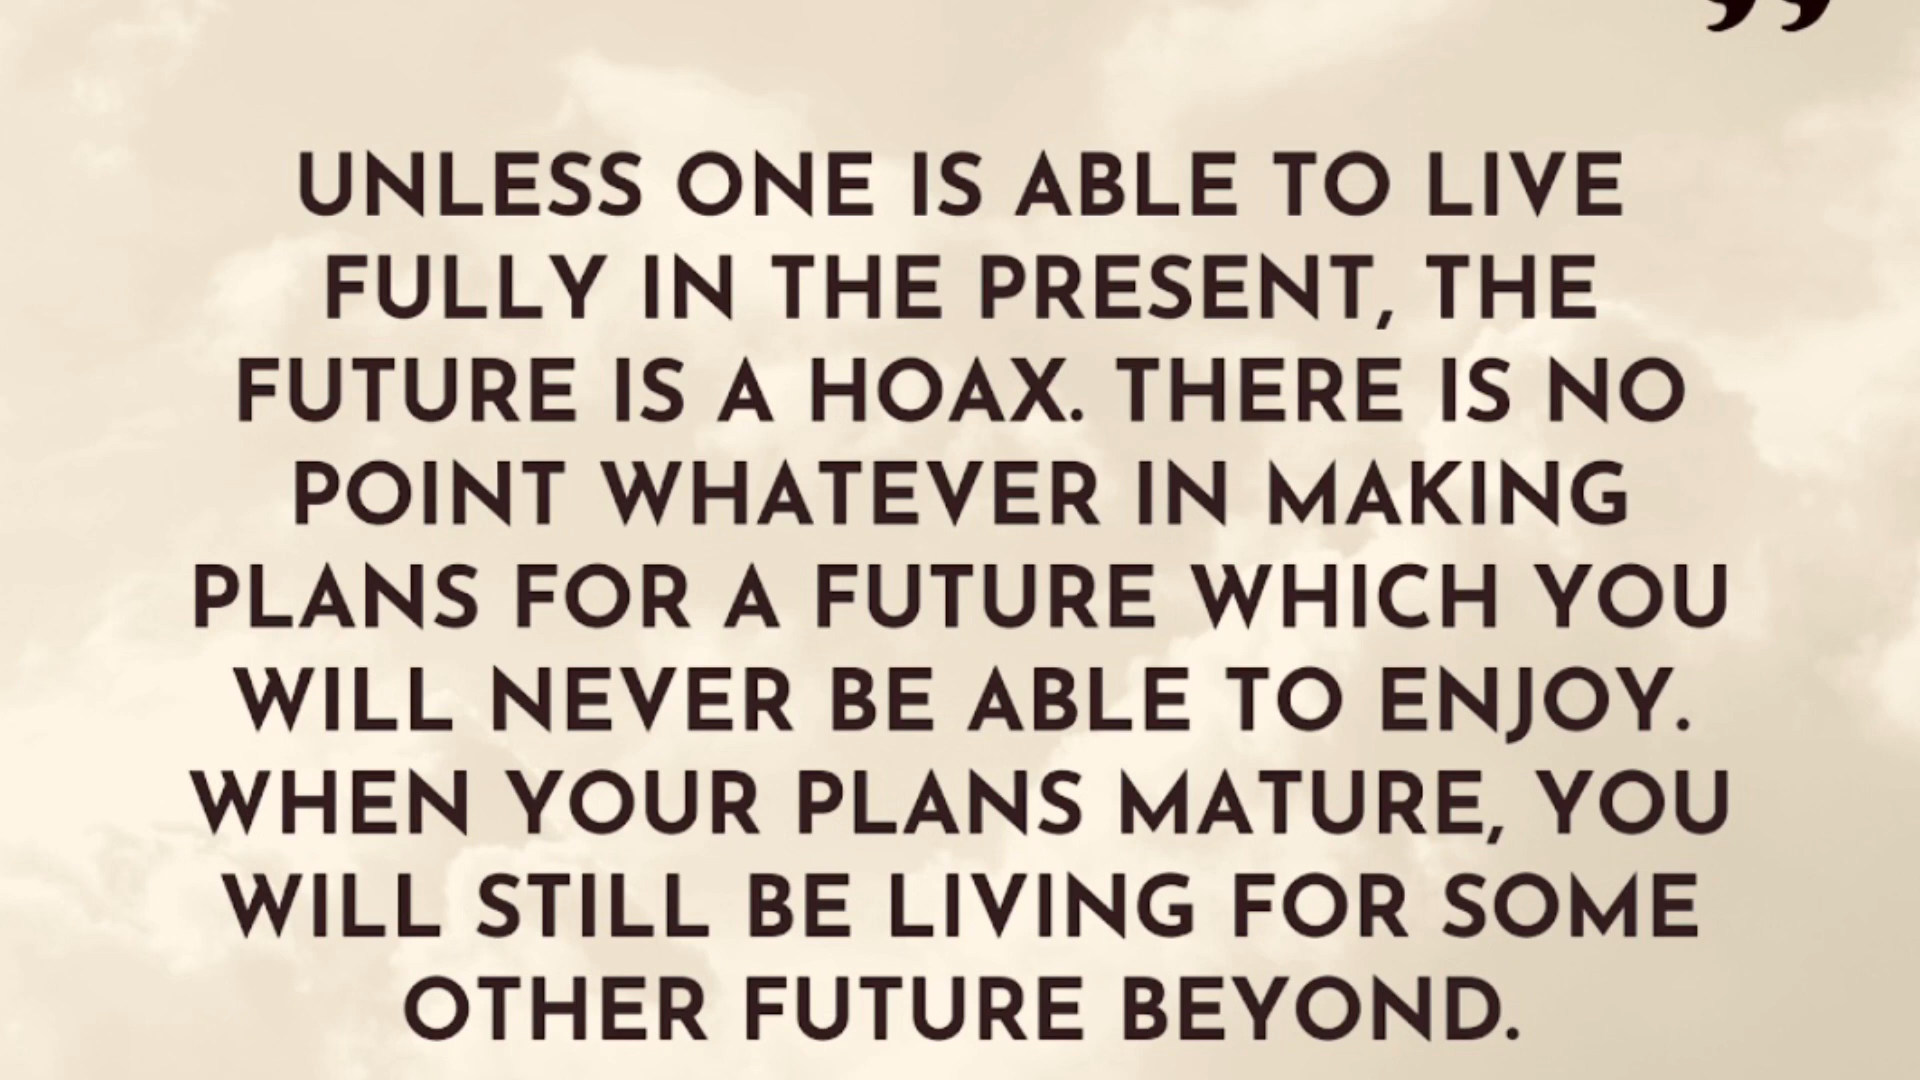 ”
UNLESS ONE IS ABLE TO LIVE
FULLY IN THE PRESENT, THE
FUTURE IS A HOAX. THERE IS NO
POINT WHATEVER IN MAKING
PLANS FOR A FUTURE WHICH YOU
WILL NEVER BE ABLE TO ENJOY.
WHEN YOUR PLANS MATURE, YOU
WILL STILL BE LIVING FOR SOME
OTHER FUTURE BEYOND.